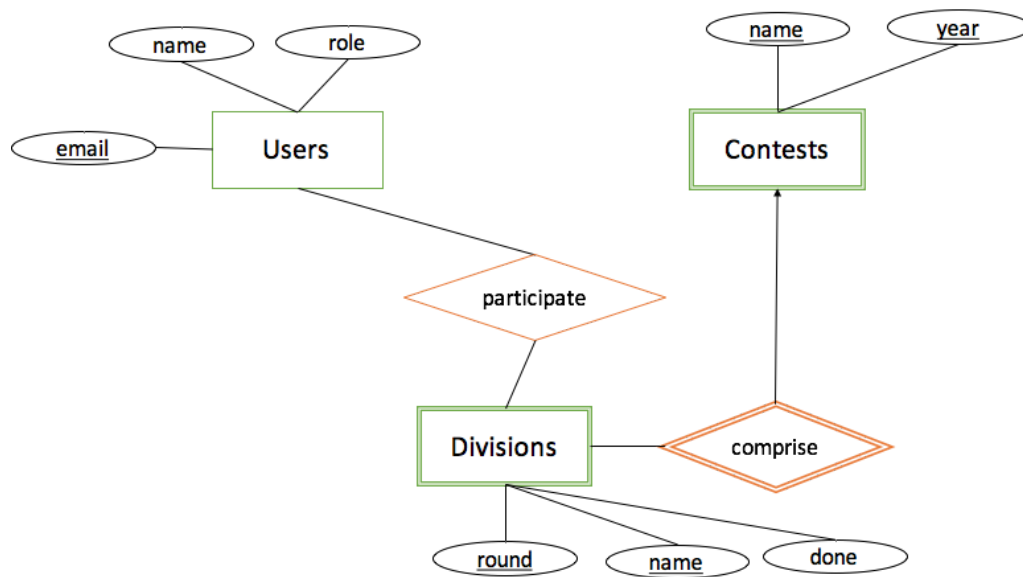 name
role
name
year
email
Users
Contests
participate
Divisions
comprise
round
name
done